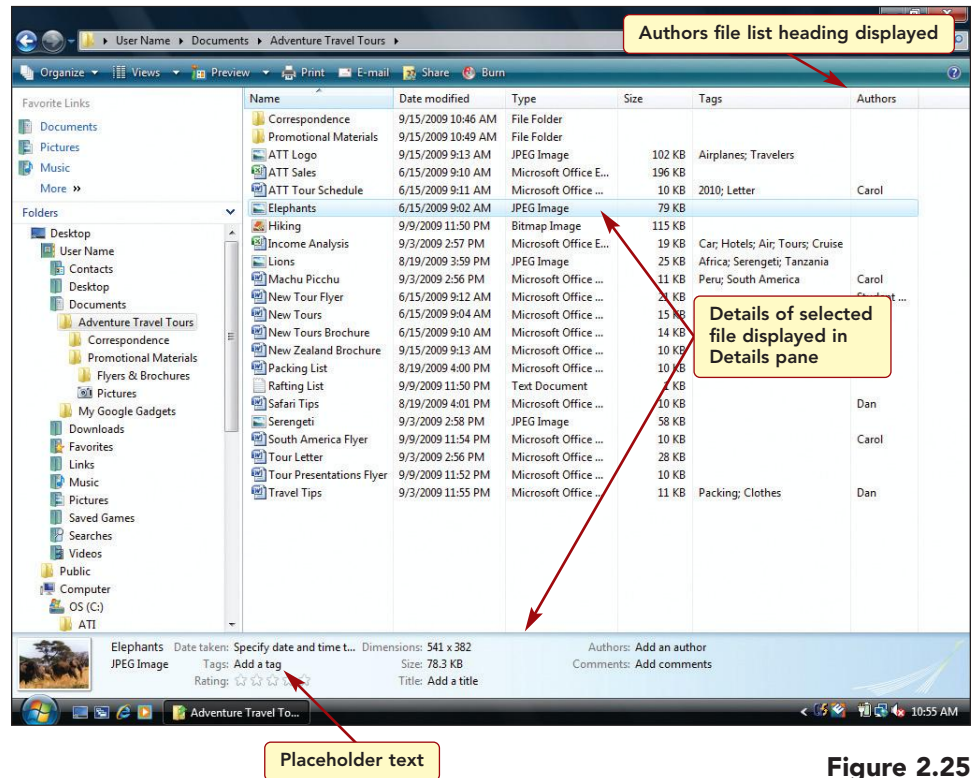 Authors file list heading displayed
User Name Documents Adventure Travel Tours
Organize Views Preview Print E-mail Share Burn
Favorite Links
Documents
Pictures
Music
More »
Folders
Desktop
User Name
Contacts
Desktop
Documents
Adventure Travel Tours
Correspondence
Promotional Materials
Flyers & Brochures
Pictures
My Google Gadgets
Downloads
Favorites
Links
Music
Pictures
Saved Games
Searches
Videos
Public
Computer
OS (C:)
ATI
Name Date modified Type Size Tags Authors
Correspondence 9/15/2009 10:46 AM File Folder
Promotional Materials 9/15/2009 10:49 AM File Folder
ATT Logo 9/15/2009 9:13 AM JPEG Image 102 KB Airplanes; Travelers
ATT Sales 6/15/2009 9:10 AM Microsoft Office E... 196 KB
ATT Tour Schedule 6/15/2009 9:11 AM Microsoft Office ... 10 KB 2010; Letter Carol
Elephants 6/15/2009 9:02 AM JPEG Image 79 KB
Hiking 9/9/2009 11:50 PM Bitmap Image 115 KB
Income Analysis 9/3/2009 2:57 PM Microsoft Office E... 19 KB Car; Hotels; Air; Tours; Cruise
Lions 8/19/2009 3:59 PM JPEG Image 25 KB Africa; Serengeti; Tanzania
Machu Picchu 9/3/2009 2:56 PM Microsoft Office ... 11 KB Peru; South America Carol
New Tour Flyer 6/15/2009 9:12 AM Microsoft Office ... 21 KB
New Tours 6/15/2009 9:04 AM Microsoft Office ... 15 KB
New Tours Brochure 6/15/2009 9:10 AM Microsoft Office ... 14 KB
New Zealand Brochure 9/15/2009 9:13 AM Microsoft Office ... 10 KB
Packing List 8/19/2009 4:00 PM Microsoft Office ... 10 KB
Rafting List 9/9/2009 11:50 PM Text Document KB
Safari Tips 8/19/2009 4:01 PM Microsoft Office ... 10 KB Dan
Serengeti 9/3/2009 2:58 PM JPEG Image 58 KB
South America Flyer 9/9/2009 11:54 PM Microsoft Office ... 10 KB Carol
Tour Letter 9/3/2009 2:56 PM Microsoft Office ... 28 KB
Tour Presentations Flyer 9/9/2009 11:52 PM Microsoft Office ... 10 KB
Travel Tips 9/3/2009 11:55 PM Microsoft Office ... 11 KB Packing; Clothes Dan
Details of selected
file displayed in
Details pane
Elephants Date taken: Specify date and time t... Dimensions: 541 x 382 Authors: Add an author
JPEG Image Tags: Add a tag Size: 78.3 KB Comments: Add comments
Rating: Title: Add a title
Adventure Travel To... 10:55 AM
Placeholder text
Figure 2.25